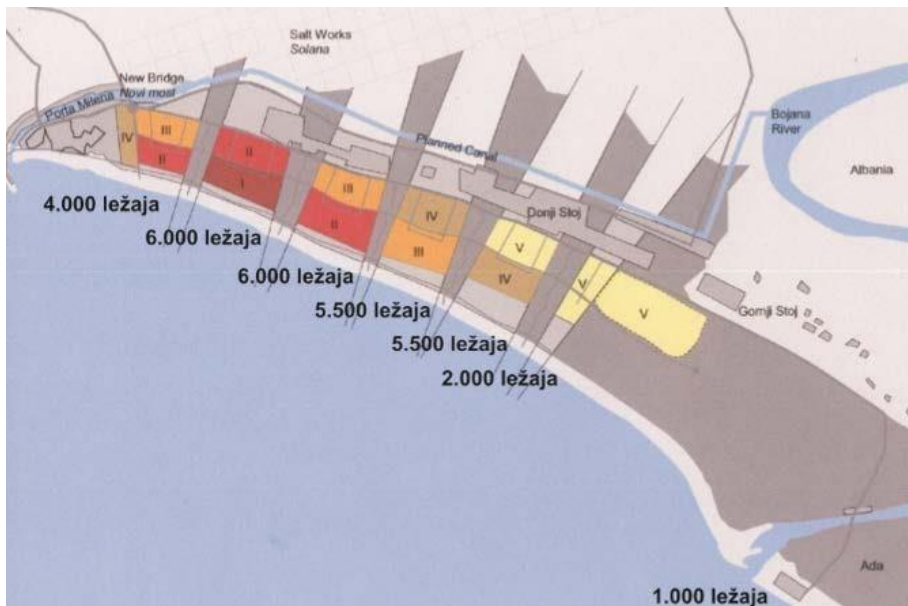 Salt Works
Solana
New Bridge
Novi most
Porta Milena
Planned Canal
Bojana
River
Albania
IV
III
II
II
I
III
II
IV
III
Donji Stoj
V
IV
V
V
Gornji Stoj
4.000 ležaja
6.000 ležaja
6.000 ležaja
5.500 ležaja
5.500 ležaja
2.000 ležaja
Ada
1.000 ležaja